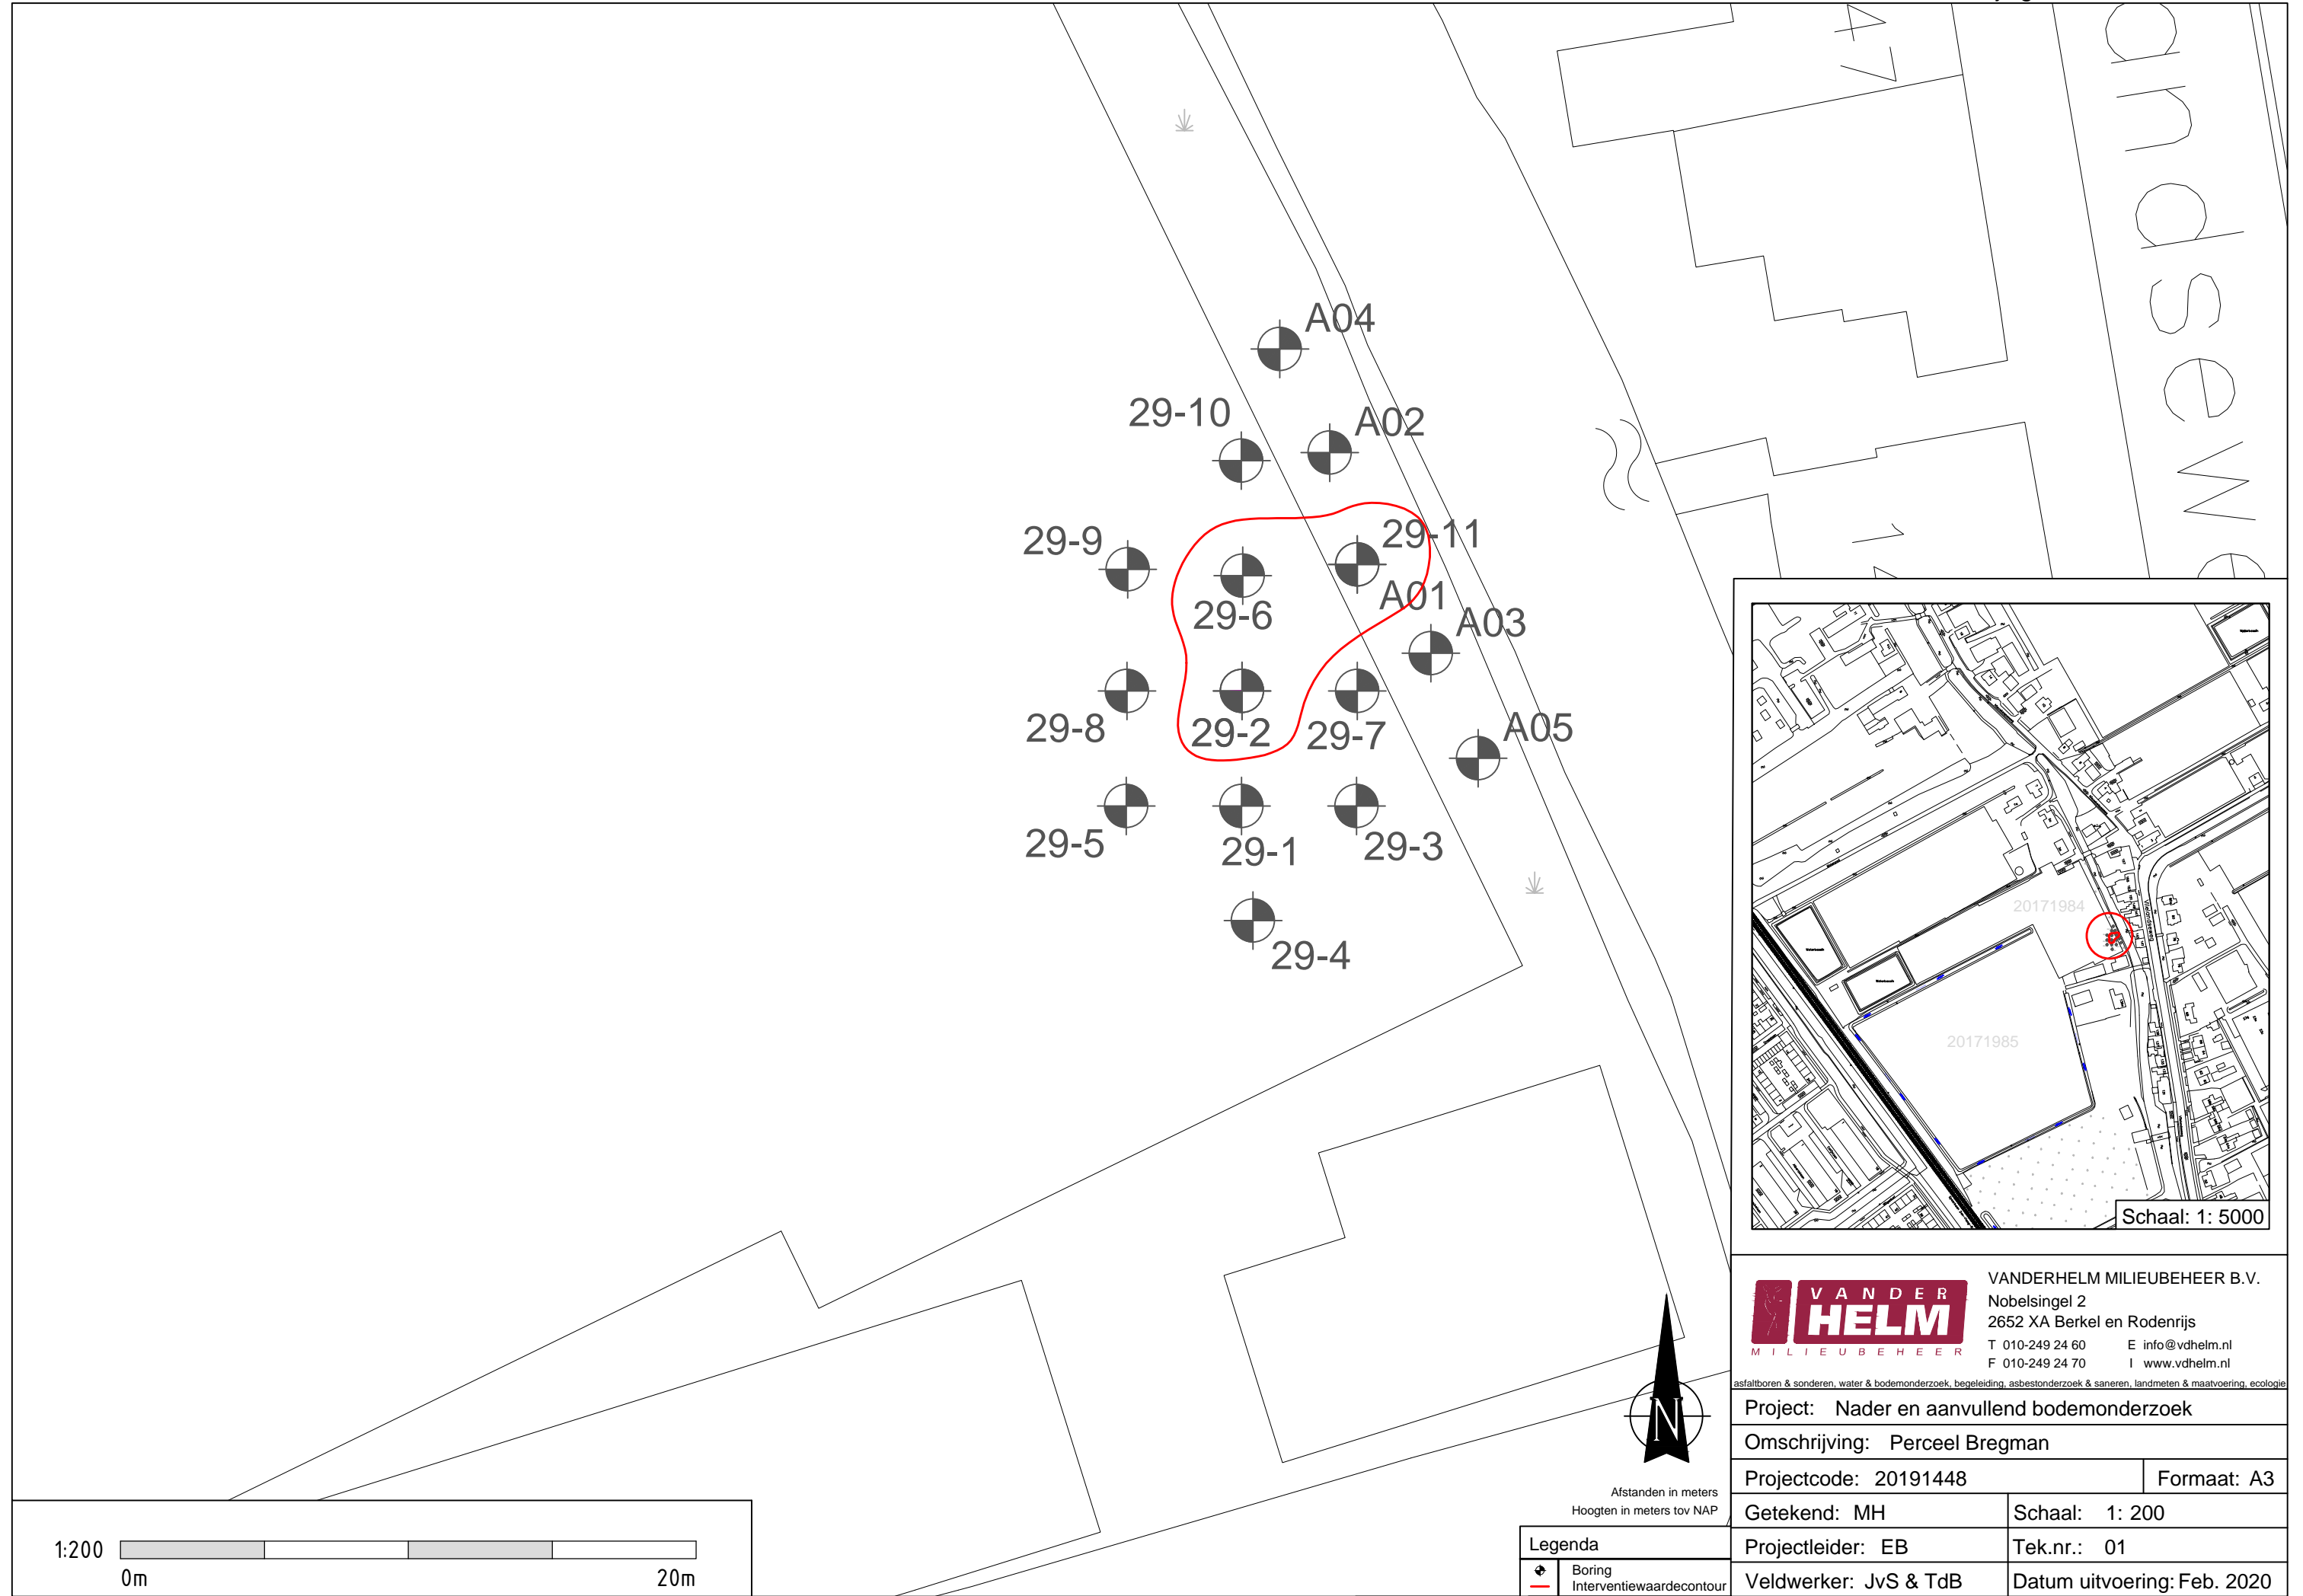 A04
29-10
A02
29-9
29-11
29-6
A01
A03
29-8
29-2
29-7
A05
29-5
29-1
29-3
29-4
ndsewe
20171984
20171985
Schaal: 1: 5000
VANDER
HELM
MILIEUBEHEER
VANDERHELM MILIEUBEHEER B.V.
Nobelsingel 2
2652 XA Berkel en Rodenrijs
T 010-249 24 60 E info@vdhelm.nl
F 010-249 24 70 I www.vdhelm.nl
asfaltboren & sonderen, water & bodemonderzoek, begeleiding, asbestonderzoek & saneren, landmeten & maatvoering, ecologie
Project: Nader en aanvullend bodemonderzoek
Omschrijving: Perceel Bregman
Projectcode: 20191448 Formaat: A3
Getekend: MH Schaal: 1: 200
Projectleider: EB Tek.nr.: 01
Veldwerker: JvS & TdB Datum uitvoering: Feb. 2020
N
Afstanden in meters
Hoogten in meters tov NAP
Legenda
Boring
Interventiewaardecontour
1:200
0m 20m